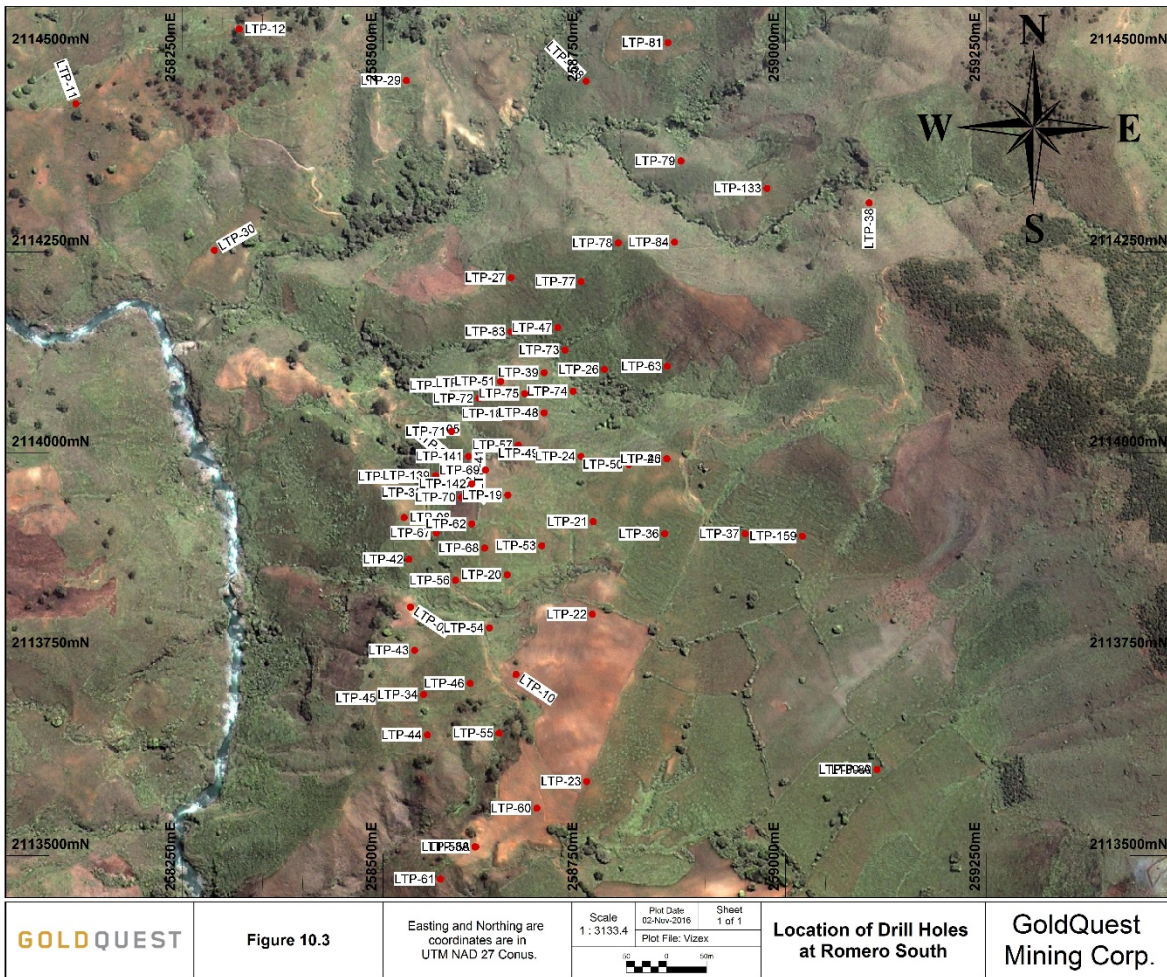 258250mE
258500mE
258750mE
259000mE
259250mE
2114500mN
2114500mN
LTP-12
LTP-81
LTP-29
LTP-11
N
W
E
S
LTP-79
LTP-133
LTP-38
LTP-30
2114250mN
2114250mN
LTP-78
LTP-84
LTP-27
LTP-77
LTP-83
LTP-47
LTP-73
LTP-39
LTP-26
LTP-63
LTP-51
LTP-72
LTP-75
LTP-74
LTP-18
LTP-48
LTP-71
2114000mN
2114000mN
LTP-57
LTP-141
LTP-49
LTP-24
LTP-50
LTP-69
LTP-139
LTP-142
LTP-70
LTP-19
LTP-62
LTP-21
LTP-67
LTP-36
LTP-37
LTP-159
LTP-68
LTP-53
LTP-42
LTP-56
LTP-20
LTP-22
LTP-54
2113750mN
2113750mN
LTP-43
LTP-10
LTP-46
LTP-45
LTP-34
LTP-44
LTP-55
LTP-23
LTP-60
2113500mN
2113500mN
LTP-61
258250mE
258500mE
258750mE
259000mE
259250mE
GOLDQUEST
Figure 10.3
Easting and Northing are
coordinates are in
UTM NAD 27 Conus.
Scale
1 : 3133.4
Plot Date
02-Nov-2016
Sheet
1 of 1
Plot File: Vizex
50 0 50m
Location of Drill Holes
at Romero South
GoldQuest
Mining Corp.